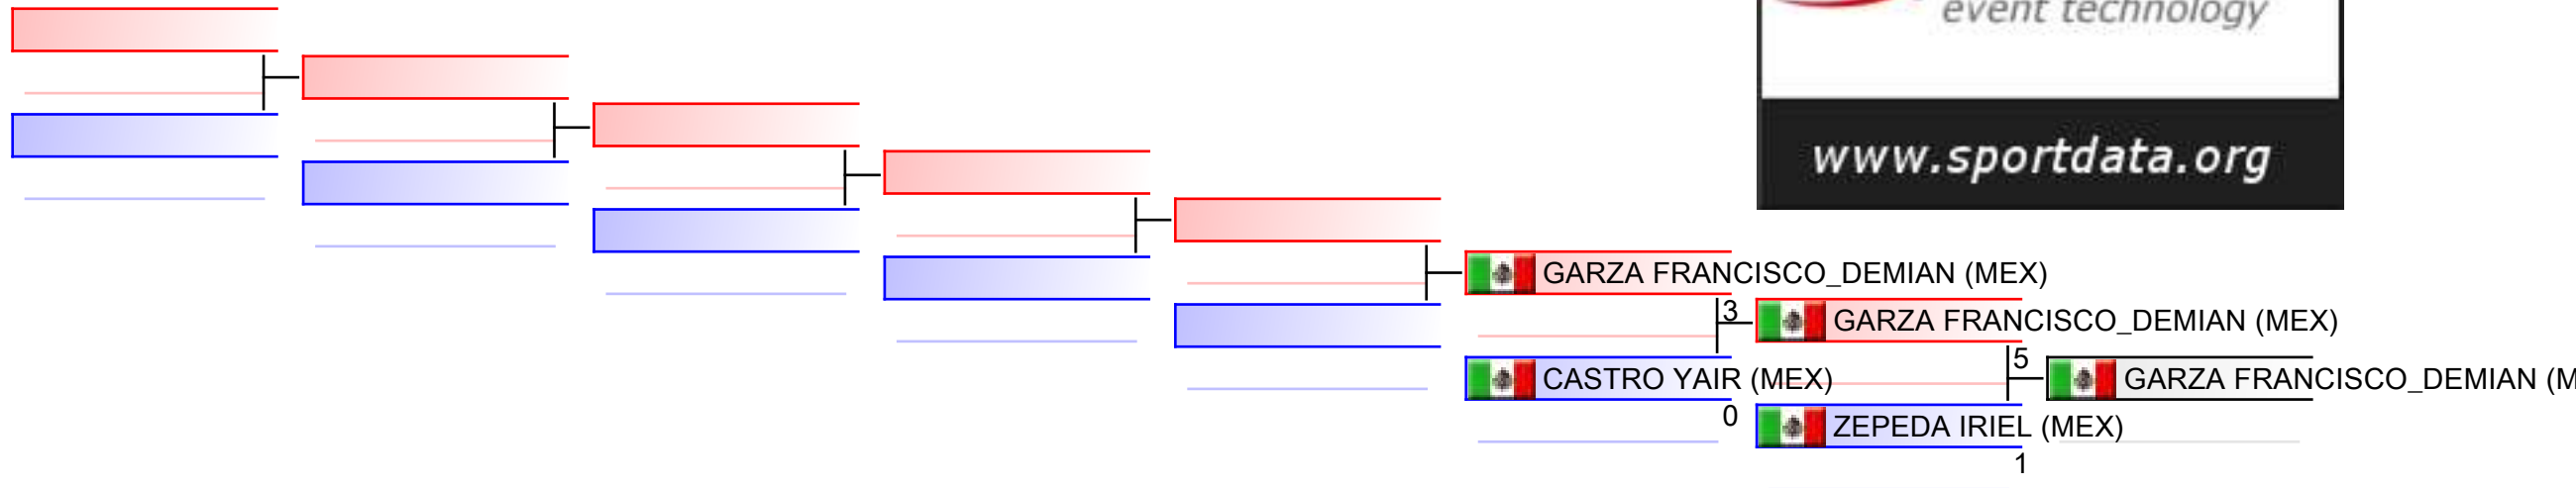 event technology
www.sportdata.org
GARZA FRANCISCO_DEMIAN (MEX)
3
GARZA FRANCISCO_DEMIAN (MEX)
5
CASTRO YAIR (MEX)
GARZA FRANCISCO_DEMIAN (M
0
ZEPEDA IRIEL (MEX)
1